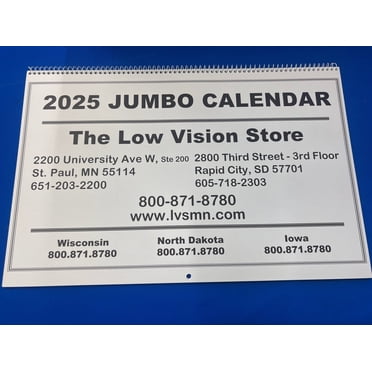 2025 JUMBO CALENDAR
The Low Vision Store
2200 University Ave W, Ste 200 2800 Third Street - 3rd Floor
St. Paul, MN 55114 Rapid City, SD 57701
651-203-2200 605-718-2303
800-871-8780
www.lvsmn.com
Wisconsin North Dakota Iowa
800.871.8780 800.871.8780 800.871.8780